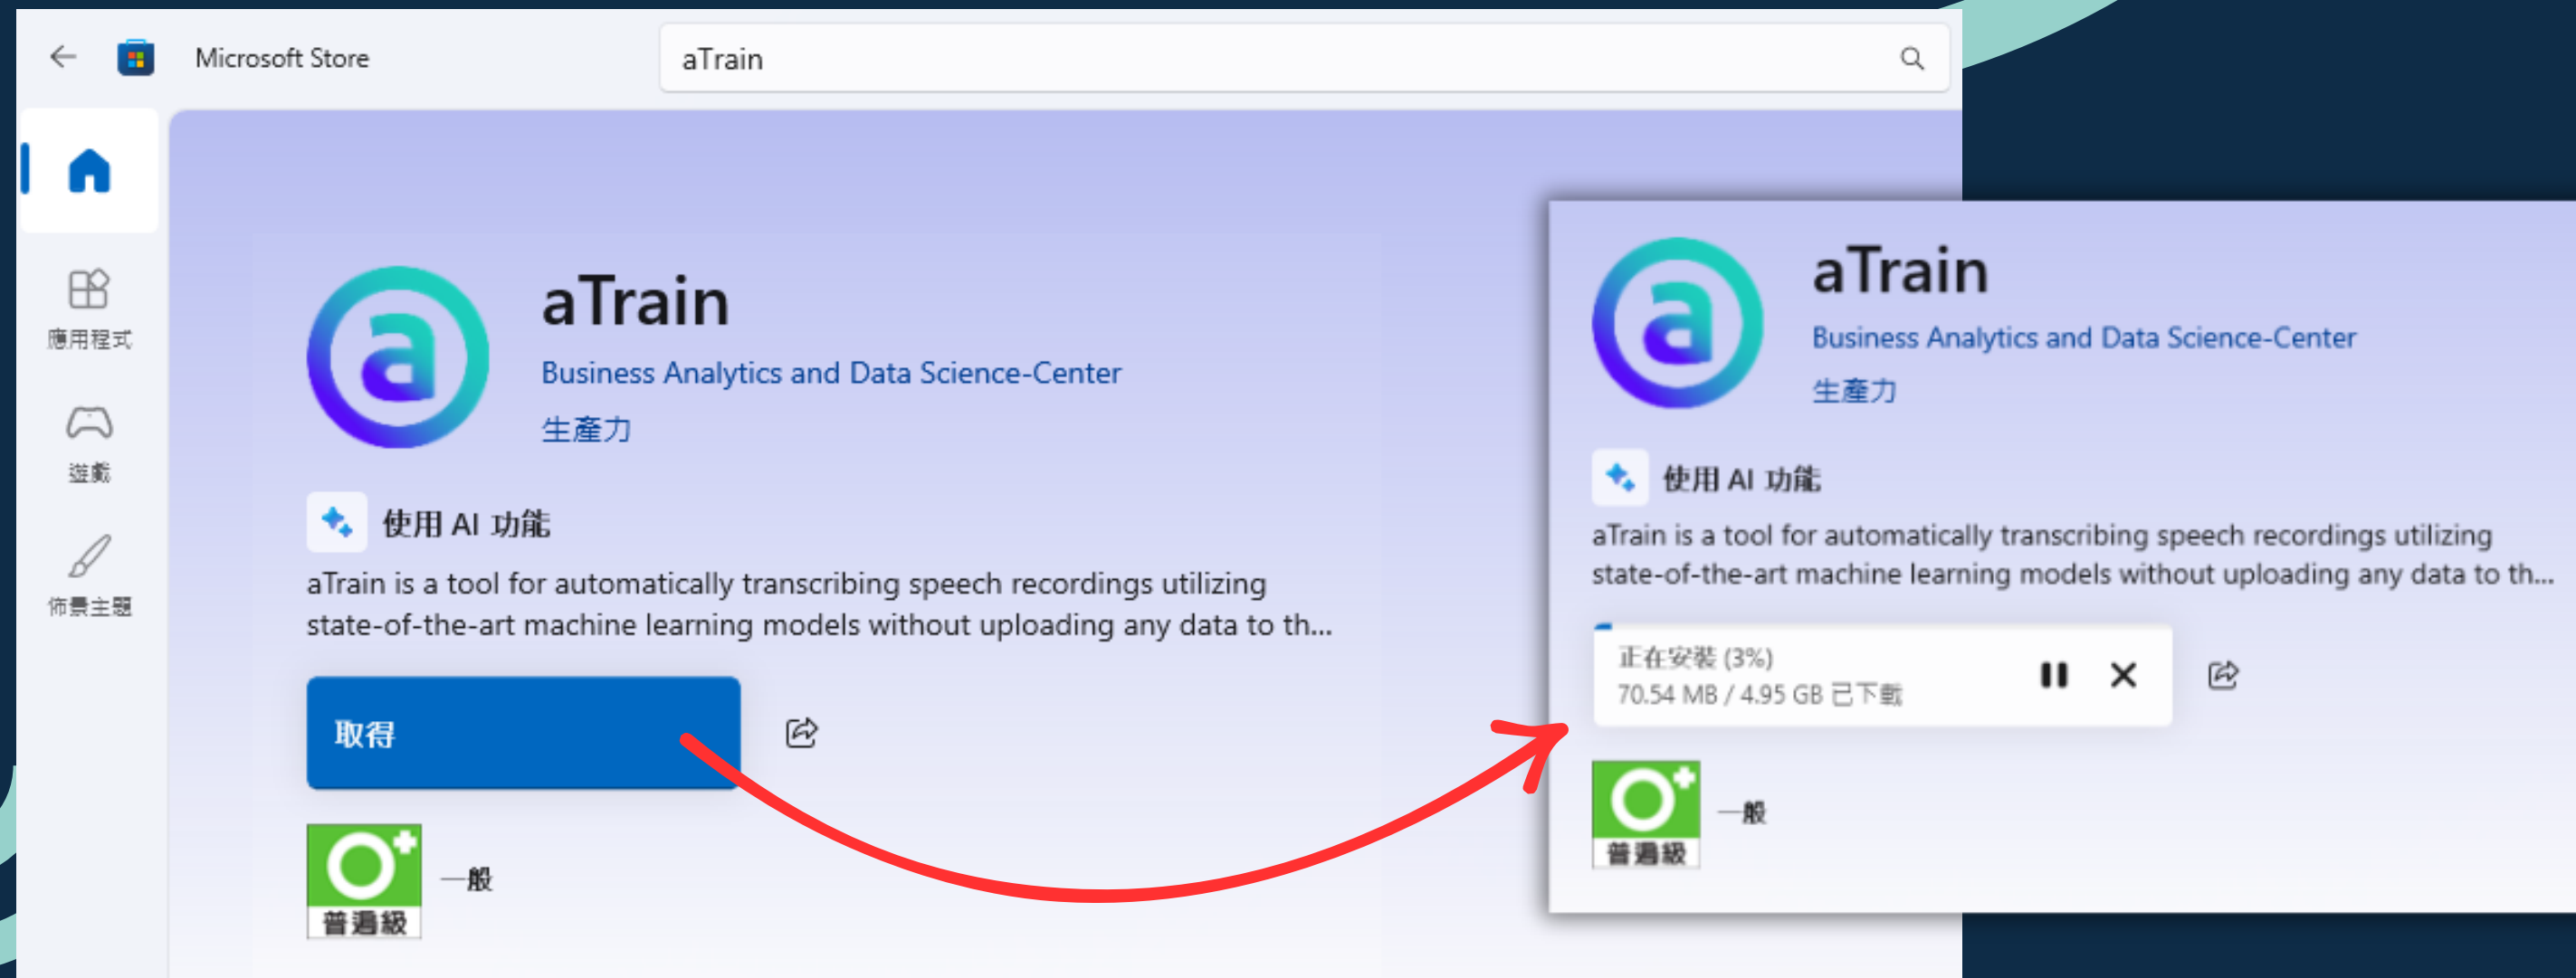 Microsoft Store
aTrain
應用程式
遊戲
佈景主題
a
aTrain
Business Analytics and Data Science-Center
生產力
使用 AI 功能
aTrain is a tool for automatically transcribing speech recordings utilizing
state-of-the-art machine learning models without uploading any data to th...
取得
普遍級
一般
a
aTrain
Business Analytics and Data Science-Center
生產力
使用 AI 功能
aTrain is a tool for automatically transcribing speech recordings utilizing
state-of-the-art machine learning models without uploading any data to th...
正在安裝 (3%)
70.54 MB / 4.95 GB 已下載
普遍級
一般